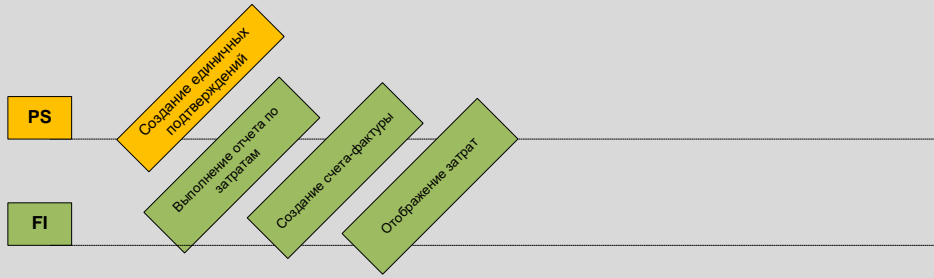 PS
Создание единичных
подтверждений
FI
Выполнение отчета по
затратам
Создание счета-фактуры
Отображение затрат